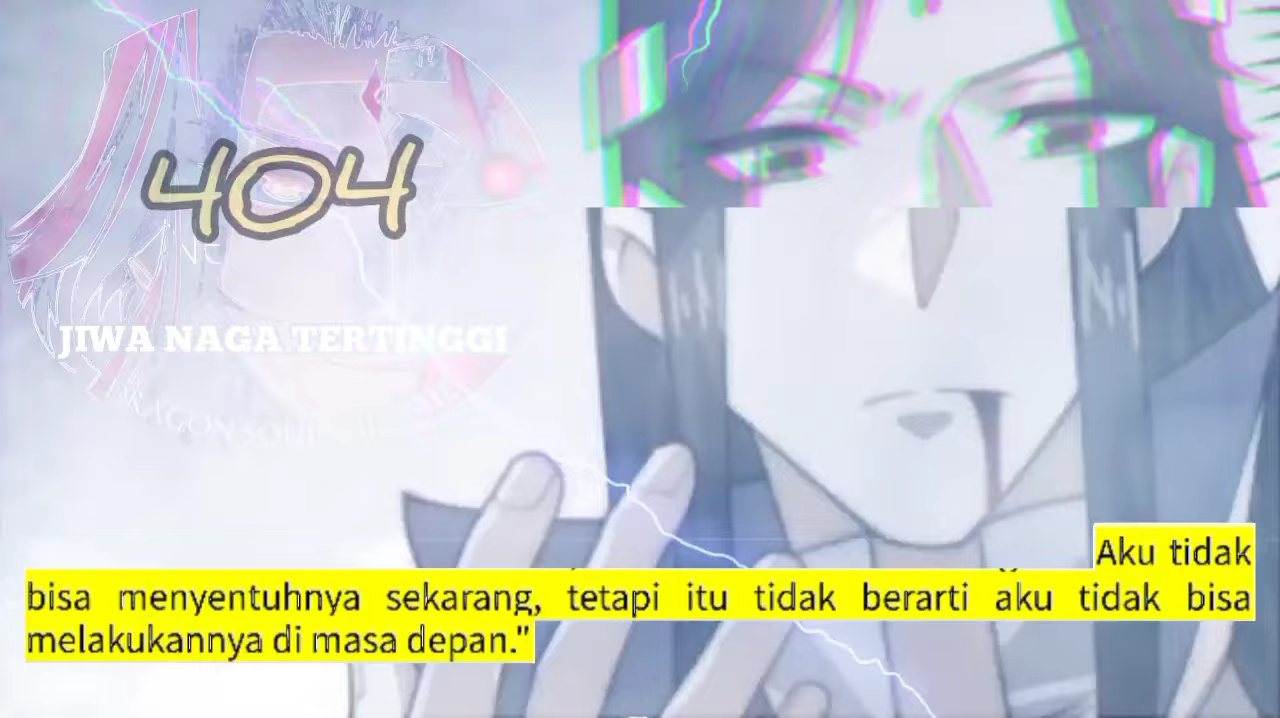 404
JIWA NAGA TERTINGGI
Aku tidak
bisa menyentuhnya sekarang, tetapi itu tidak berarti aku tidak bisa
melakukannya di masa depan."